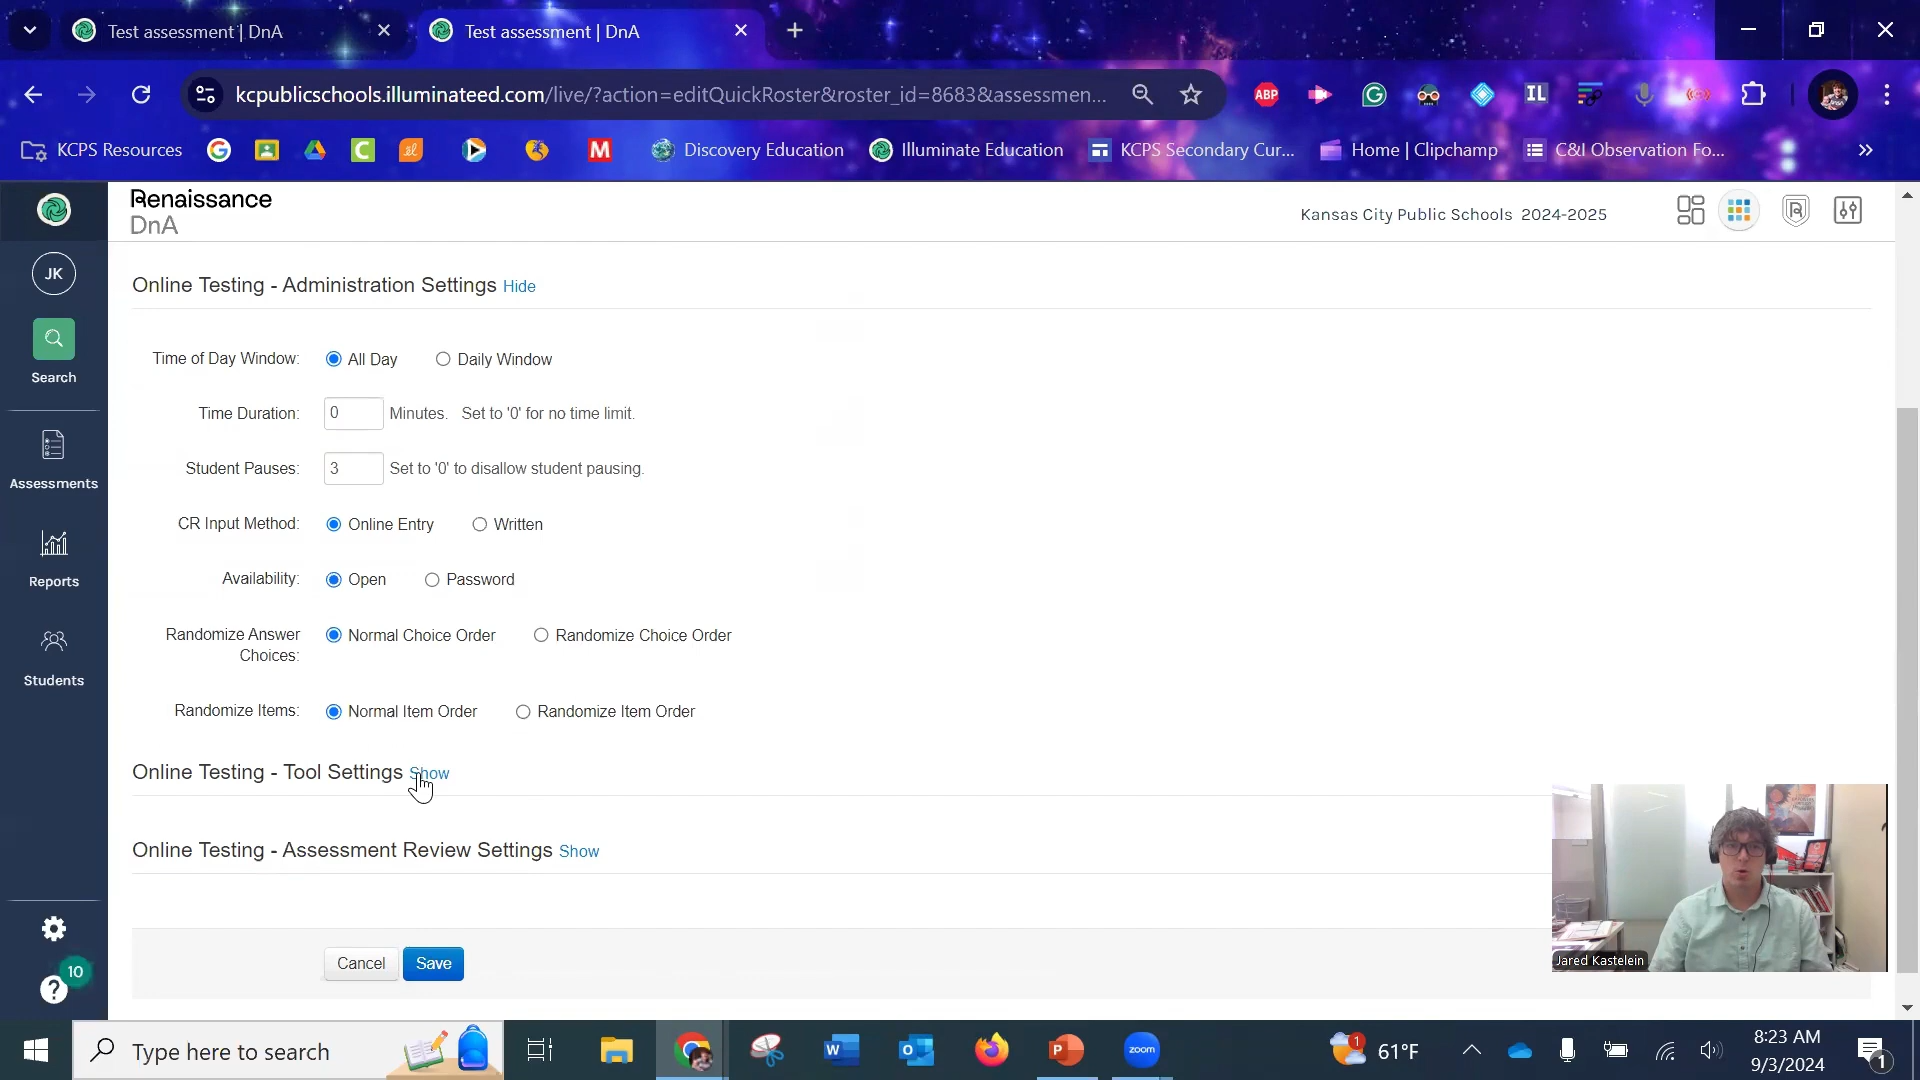 Test assessment | DnA
Test assessment | DnA
kcpublicschools.illuminateed.com/live/?action=editQuickRoster&roster_id=8683&assessmen...
ABP
IL
KCPS Resources
Discovery Education
Illuminate Education
KCPS Secondary Cur...
Home | Clipchamp
C&I Observation Fo...
Renaissance
DnA
Kansas City Public Schools 2024-2025
JK
Search
Assessments
Reports
Students
10
Online Testing - Administration Settings Hide
Time of Day Window: All Day Daily Window
Time Duration: 0 Minutes. Set to '0' for no time limit.
Student Pauses: 3 Set to '0' to disallow student pausing.
CR Input Method: Online Entry Written
Availability: Open Password
Randomize Answer Choices: Normal Choice Order Randomize Choice Order
Randomize Items: Normal Item Order Randomize Item Order
Online Testing - Tool Settings Show
Online Testing - Assessment Review Settings Show
Cancel Save
Jared Kastelein
Type here to search
zoom
1
61°F
8:23 AM
9/3/2024
1